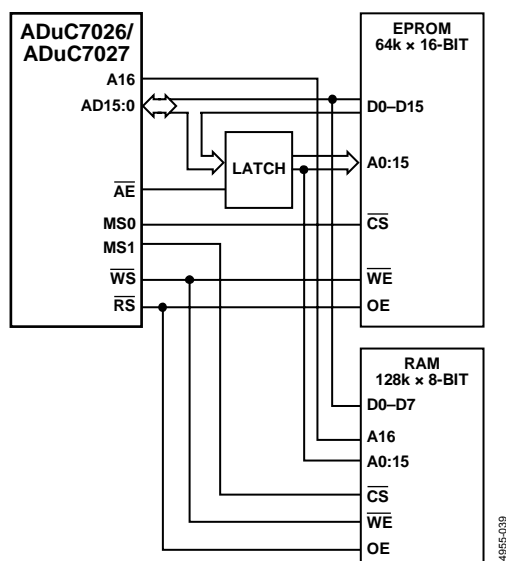 ADuC7026/
ADuC7027
A16
AD15:0
AE
MS0
MS1
WS
RS
LATCH
EPROM
64k × 16-BIT
D0–D15
A0:15
CS
WE
OE
RAM
128k × 8-BIT
D0–D7
A16
A0:15
CS
WE
OE
4955-039